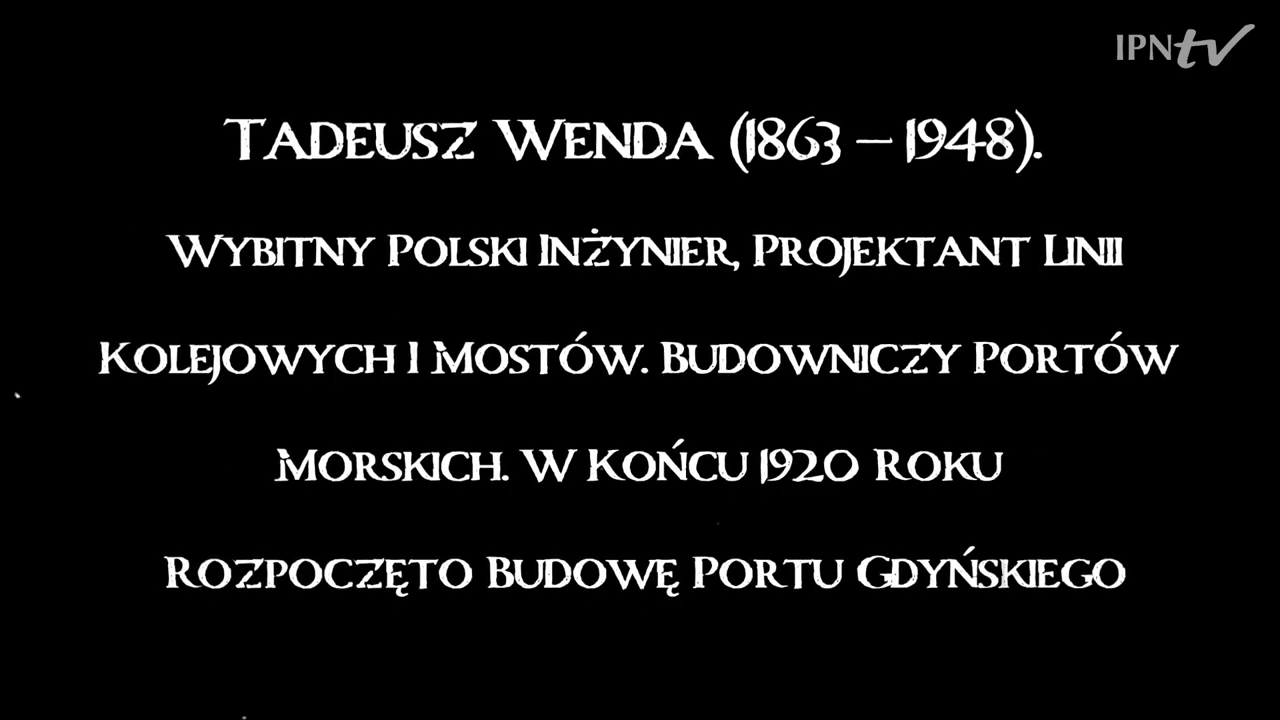 IPNtv
Tadeusz Wenda (1863 – 1948).
Wybitny Polski Inżynier, Projektant Linii
Kolejowych I Mostów. Budowniczy Portów
Morskich. W Końcu 1920 Roku
Rozpoczęto Budowę Portu Gdyńskiego